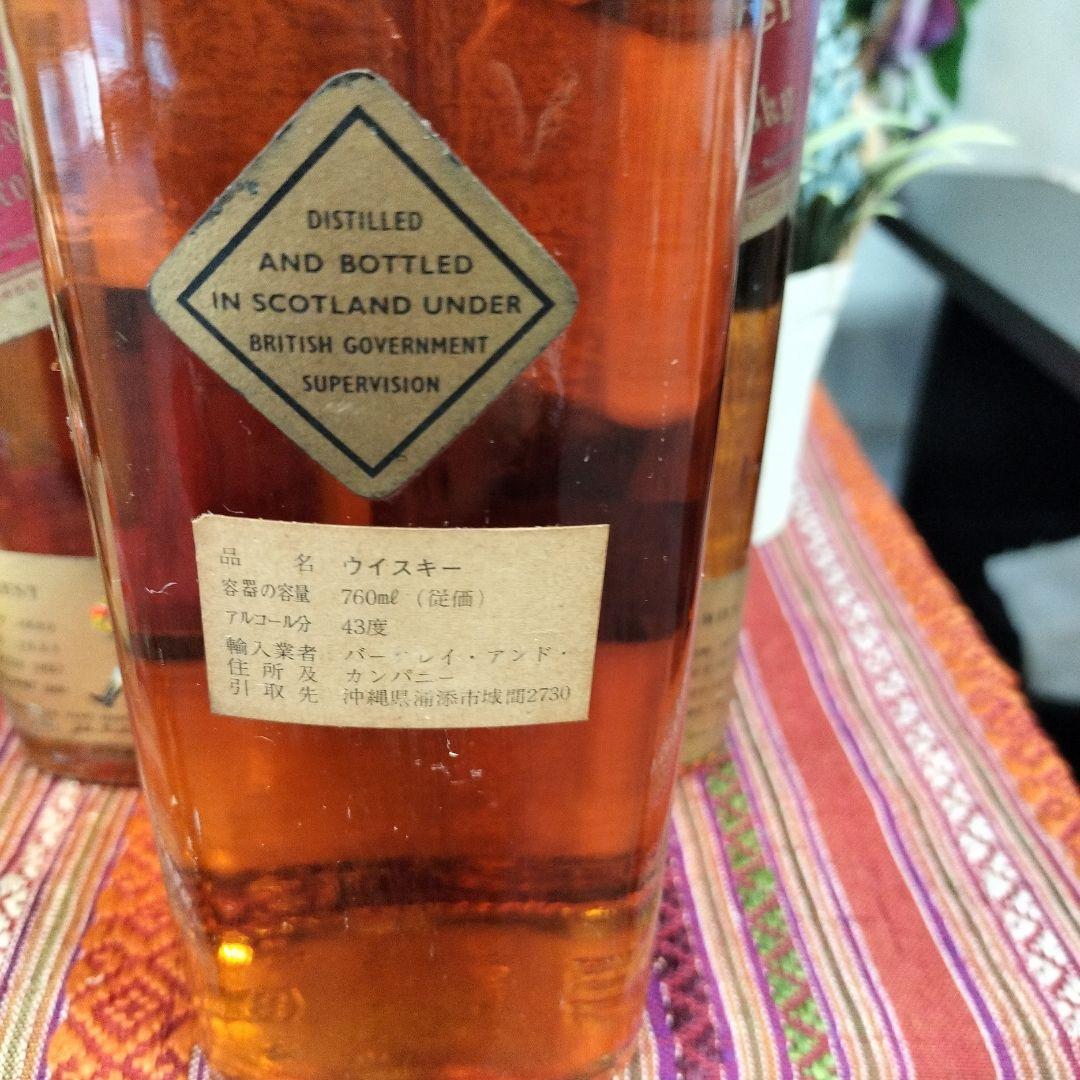 DISTILLED
AND BOTTLED
IN SCOTLAND UNDER
BRITISH GOVERNMENT
SUPERVISION
品 名 ウイスキー
容器の容量 760ml (従価)
アルコール分 43度
輸入業者 レイ・アンド・
住所及 カンパニー
引取先 沖縄県浦添市城間2730